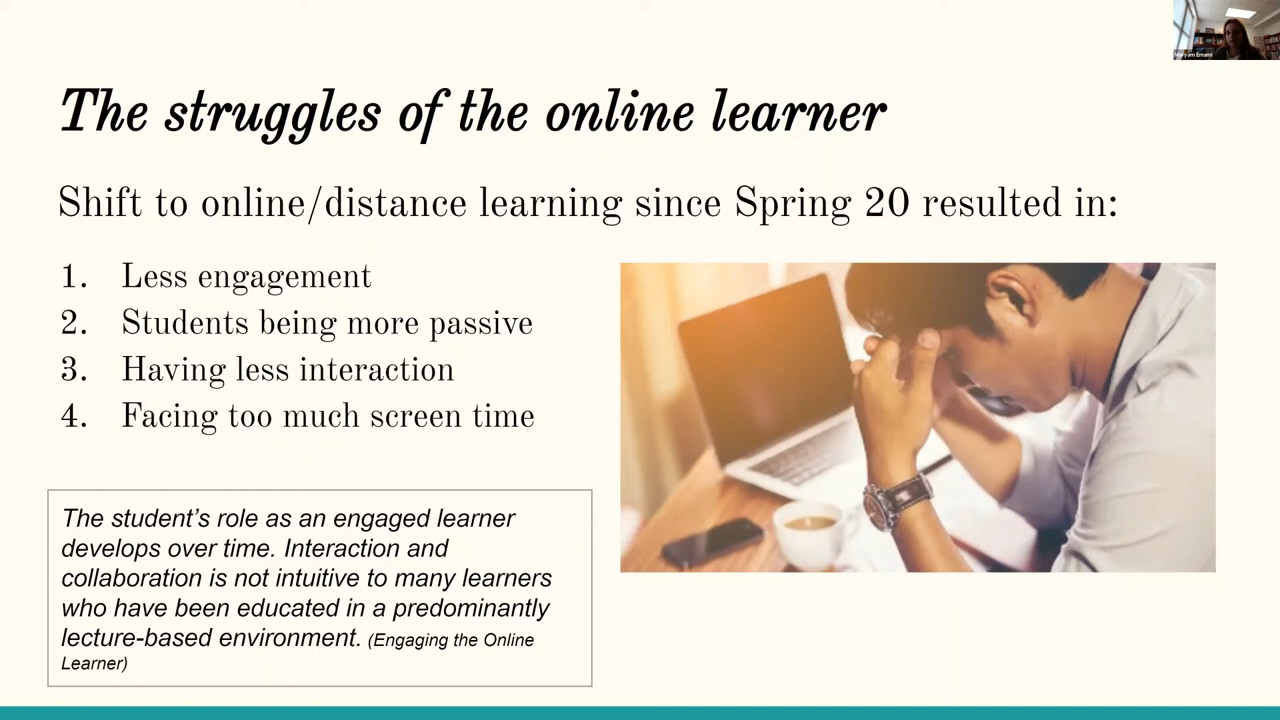 Maryam Emami
The struggles of the online learner
Shift to online/distance learning since Spring 20 resulted in:
1. Less engagement
2. Students being more passive
3. Having less interaction
4. Facing too much screen time
The student's role as an engaged learner
develops over time. Interaction and
collaboration is not intuitive to many learners
who have been educated in a predominantly
lecture-based environment. (Engaging the Online
Learner)